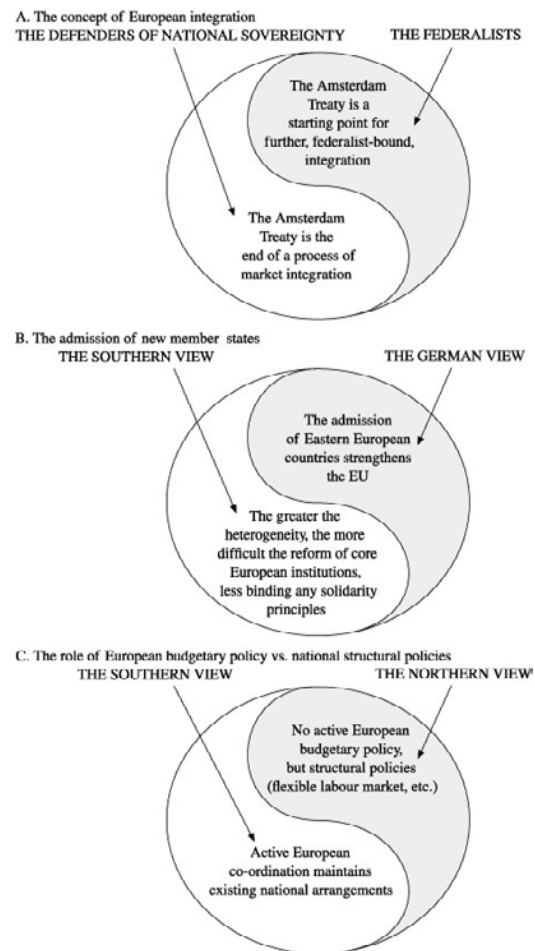 A. The concept of European integration
THE DEFENDERS OF NATIONAL SOVEREIGNTY THE FEDERALISTS
The Amsterdam
Treaty is a
starting point for
further, federalist-bound,
integration
The Amsterdam
Treaty is the
end of a process of
market integration
B. The admission of new member states
THE SOUTHERN VIEW THE GERMAN VIEW
The admission
of Eastern European
countries strengthens
the EU
The greater the
heterogeneity, the more
difficult the reform of core
European institutions,
less binding any solidarity
principles
C. The role of European budgetary policy vs. national structural policies
THE SOUTHERN VIEW THE NORTHERN VIEW
No active European
budgetary policy,
but structural policies
(flexible labour market, etc.)
Active European
co-ordination maintains
existing national arrangements